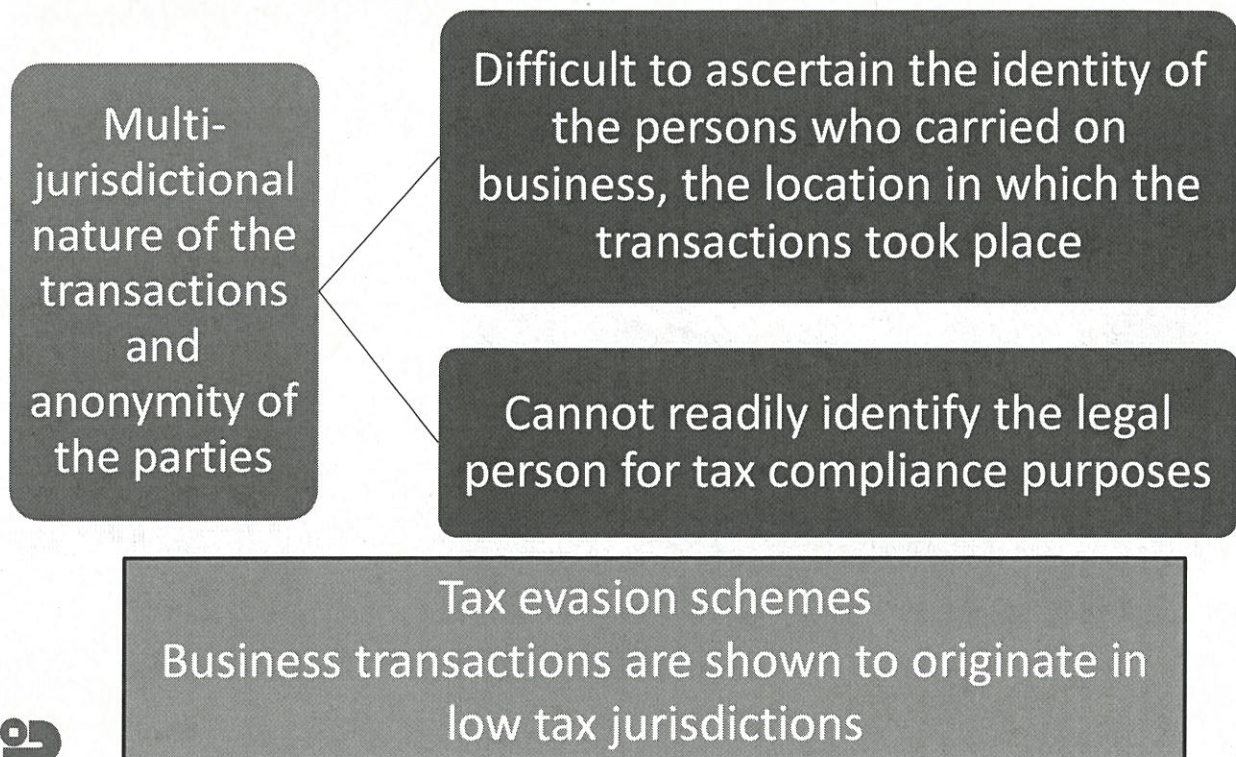 Multi-
jurisdictional
nature of the
transactions
and
anonymity of
the parties
Difficult to ascertain the identity of
the persons who carried on
business, the location in which the
transactions took place
Cannot readily identify the legal
person for tax compliance purposes
Tax evasion schemes
Business transactions are shown to originate in
low tax jurisdictions